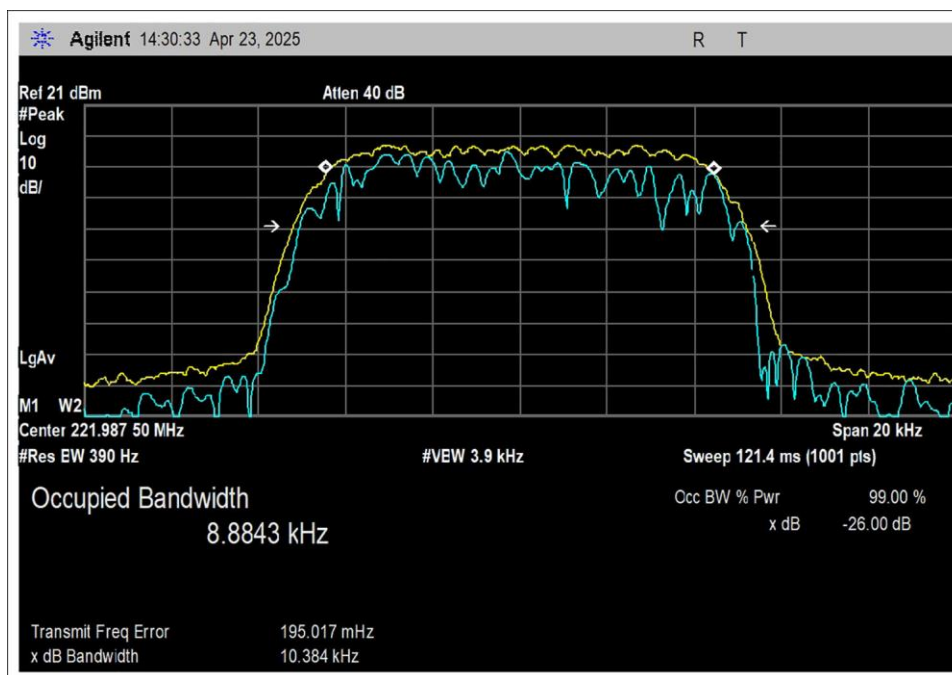 Agilent 14:30:33 Apr 23, 2025 R T
Ref 21 dBm Atten 40 dB
#Peak
Log
10
dB/
LgAv
M1 W2
Center 221.987 50 MHz Span 20 kHz
#Res EW 390 Hz #VBW 3.9 kHz Sweep 121.4 ms (1001 pts)
Occupied Bandwidth Occ BW % Pwr 99.00 %
8.8843 kHz x dB -26.00 dB
Transmit Freq Error 195.017 mHz
x dB Bandwidth 10.384 kHz